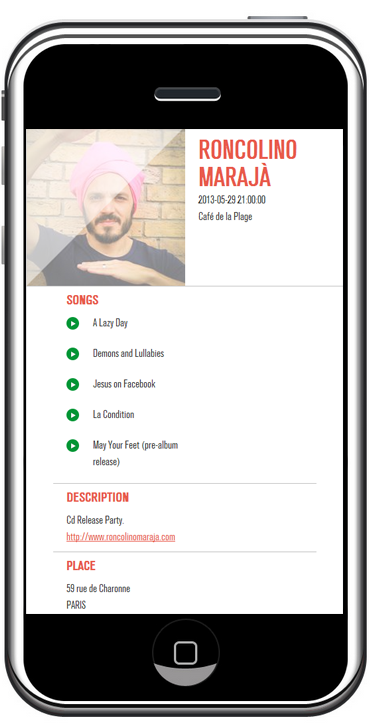 RONCOLINO
MARAJÀ
2013-05-29 21:00:00
Café de la Plage
SONGS
A Lazy Day
Demons and Lullabies
Jesus on Facebook
La Condition
May Your Feet (pre-album
release)
DESCRIPTION
Cd Release Party.
http://www.roncolinomaraja.com
PLACE
59 rue de Charonne
PARIS